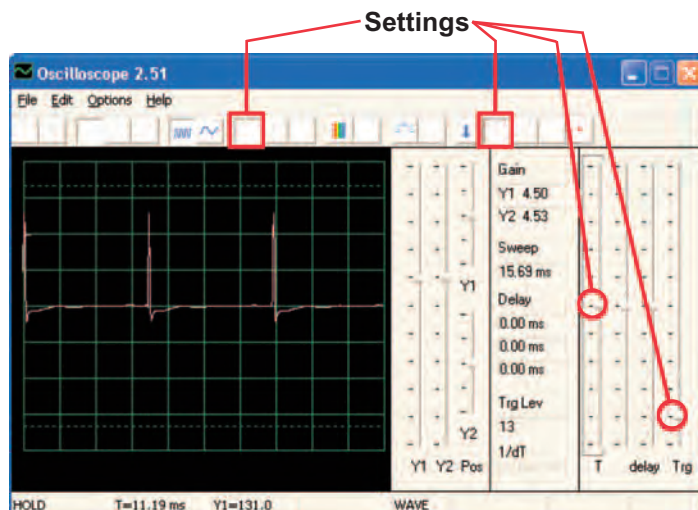 Settings
Oscilloscope 2.51
File Edit Options Help
Gain
Y1 4.50
Y2 4.53
Sweep
15.69 ms
Y1
Delay
0.00 ms
0.00 ms
0.00 ms
Trg Lev
13
Y2
1/dT
Y1 Y2 Pos
T delay Trg
HOLD T=11.19 ms Y1=131.0 WAVE